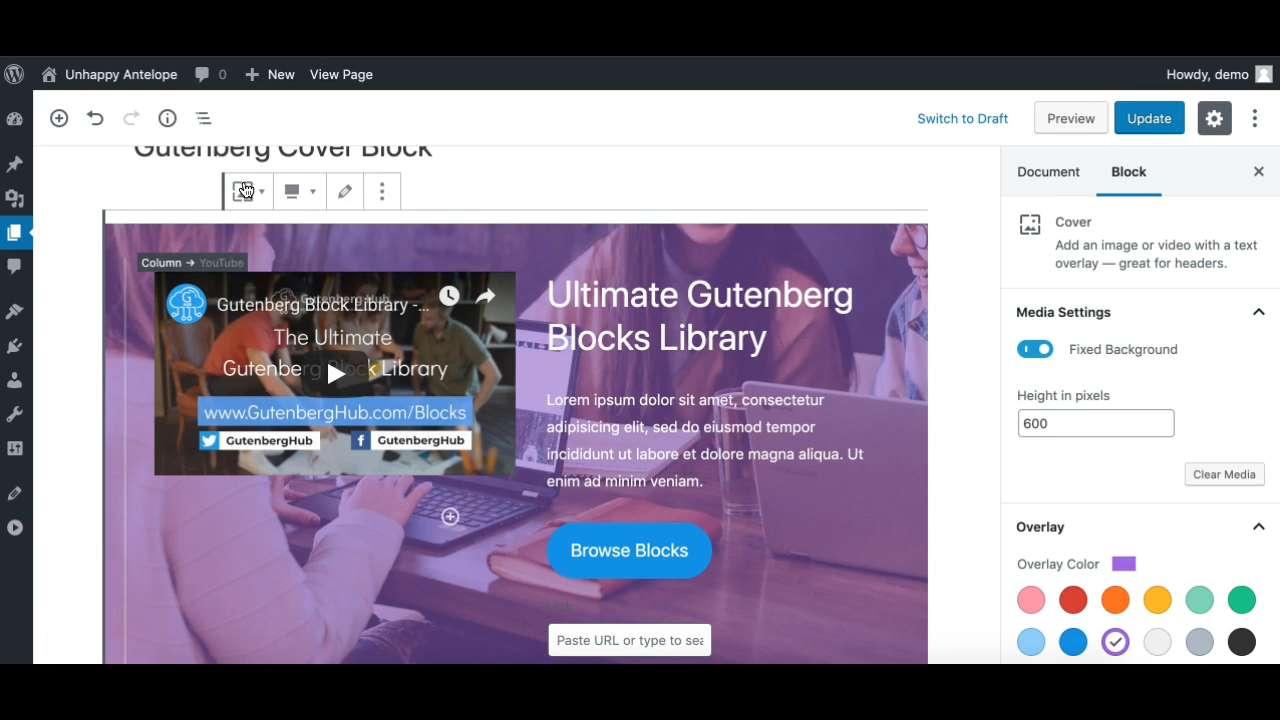 Unhappy Antelope
0
New
View Page
Howdy, demo
Switch to Draft
Preview
Update
Gutenberg Cover Block
Document
Block
Cover
Add an image or video with a text
overlay — great for headers.
Column → YouTube
Gutenberg Block Library -...
The Ultimate
Gutenberg Block Library
www.GutenbergHub.com/Blocks
GutenbergHub
GutenbergHub
Ultimate Gutenberg
Blocks Library
Lorem ipsum dolor sit amet, consectetur
adipisicing elit, sed do eiusmod tempor
incididunt ut labore et dolore magna aliqua. Ut
enim ad minim veniam.
Browse Blocks
Paste URL or type to sea
Media Settings
Fixed Background
Height in pixels
600
Clear Media
Overlay
Overlay Color